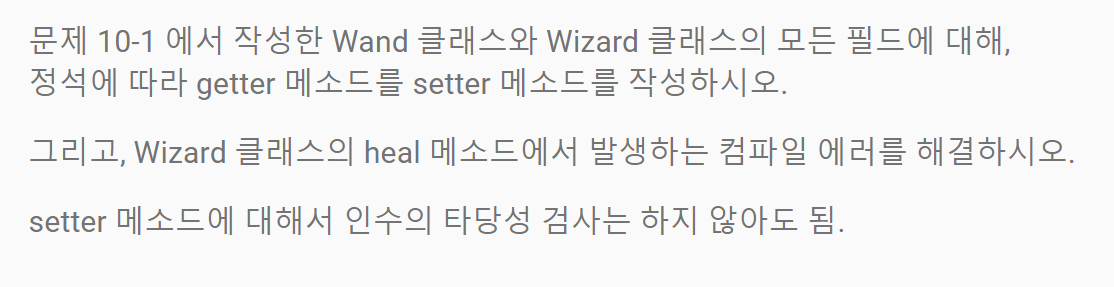 문제 10-1 에서 작성한 Wand 클래스와 Wizard 클래스의 모든 필드에 대해,
정석에 따라 getter 메소드를 setter 메소드를 작성하시오.
그리고, Wizard 클래스의 heal 메소드에서 발생하는 컴파일 에러를 해결하시오.
setter 메소드에 대해서 인수의 타당성 검사는 하지 않아도 됨.